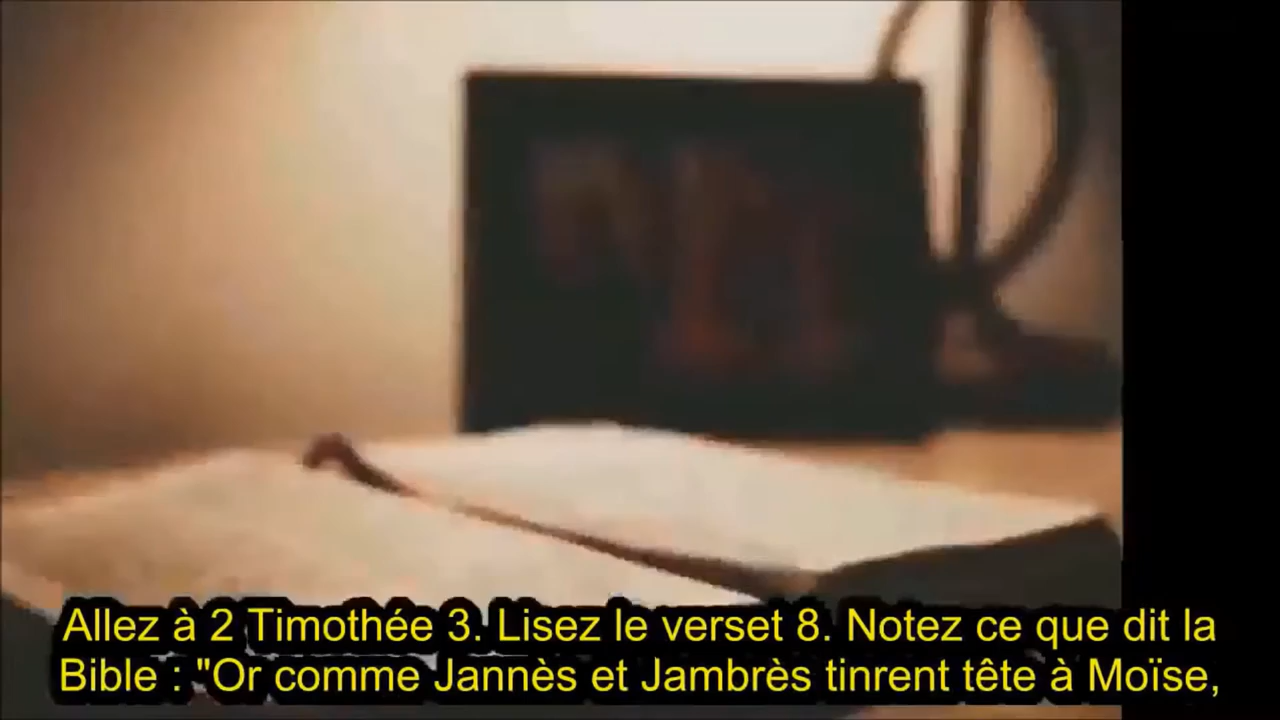 Allez à 2 Timothée 3. Lisez le verset 8. Notez ce que dit la
Bible : "Or comme Jannès et Jambrès tinrent tête à Moïse,